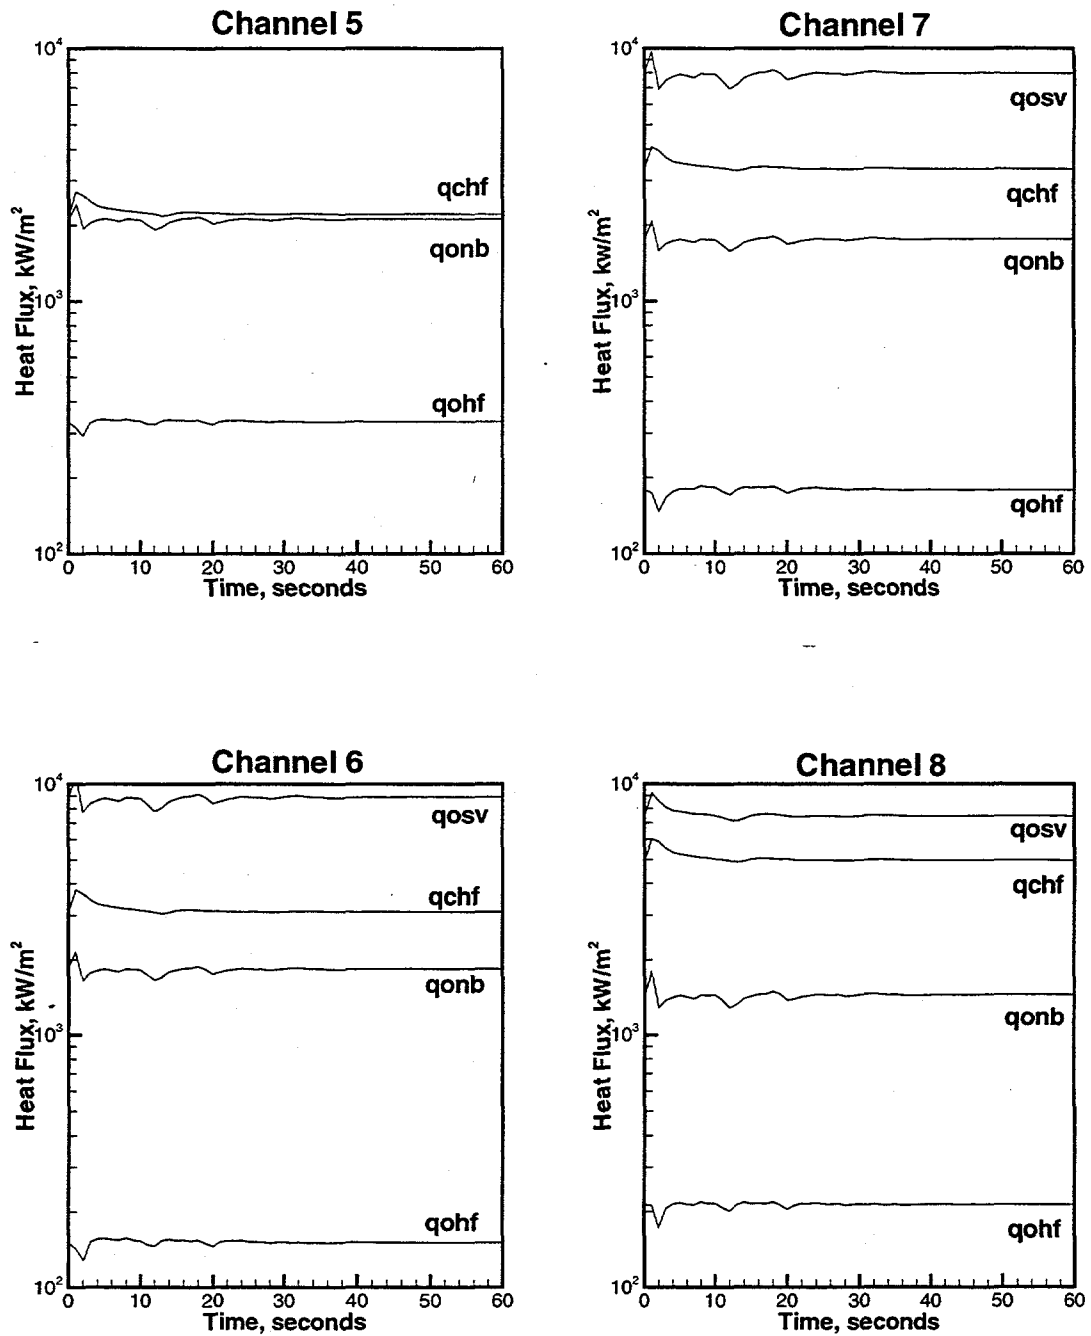 Channel 5
10⁴
10³
10²
Heat Flux, kW/m²
qchf
qonb
qohf
0 10 20 30 40 50 60
Time, seconds
Channel 7
10⁴
10³
10²
Heat Flux, kw/m²
qosv
qchf
qonb
qohf
0 10 20 30 40 50 60
Time, seconds
Channel 6
10⁴
10³
10²
Heat Flux, kW/m²
qosv
qchf
qonb
qohf
0 10 20 30 40 50 60
Time, seconds
Channel 8
10⁴
10³
10²
Heat Flux, kW/m²
qosv
qchf
qonb
qohf
0 10 20 30 40 50 60
Time, seconds